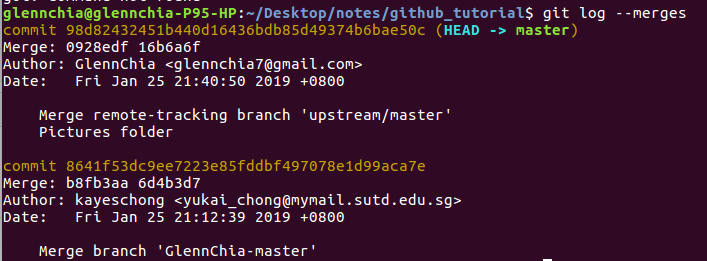 glennchia@glennchia-P95-HP:~/Desktop/notes/github_tutorial$ git log --merges
commit 98d82432451b440d16436bdb85d49374b6bae50c (HEAD -> master)
Merge: 0928edf 16b6a6f
Author: GlennChia <glennchia7@gmail.com>
Date:   Fri Jan 25 21:40:50 2019 +0800
    Merge remote-tracking branch 'upstream/master'
    Pictures folder
commit 8641f53dc9ee7223e85fddbf497078e1d99aca7e
Merge: b8fb3aa 6d4b3d7
Author: kayeschong <yukai_chong@mymail.sutd.edu.sg>
Date:   Fri Jan 25 21:12:39 2019 +0800
    Merge branch 'GlennChia-master'